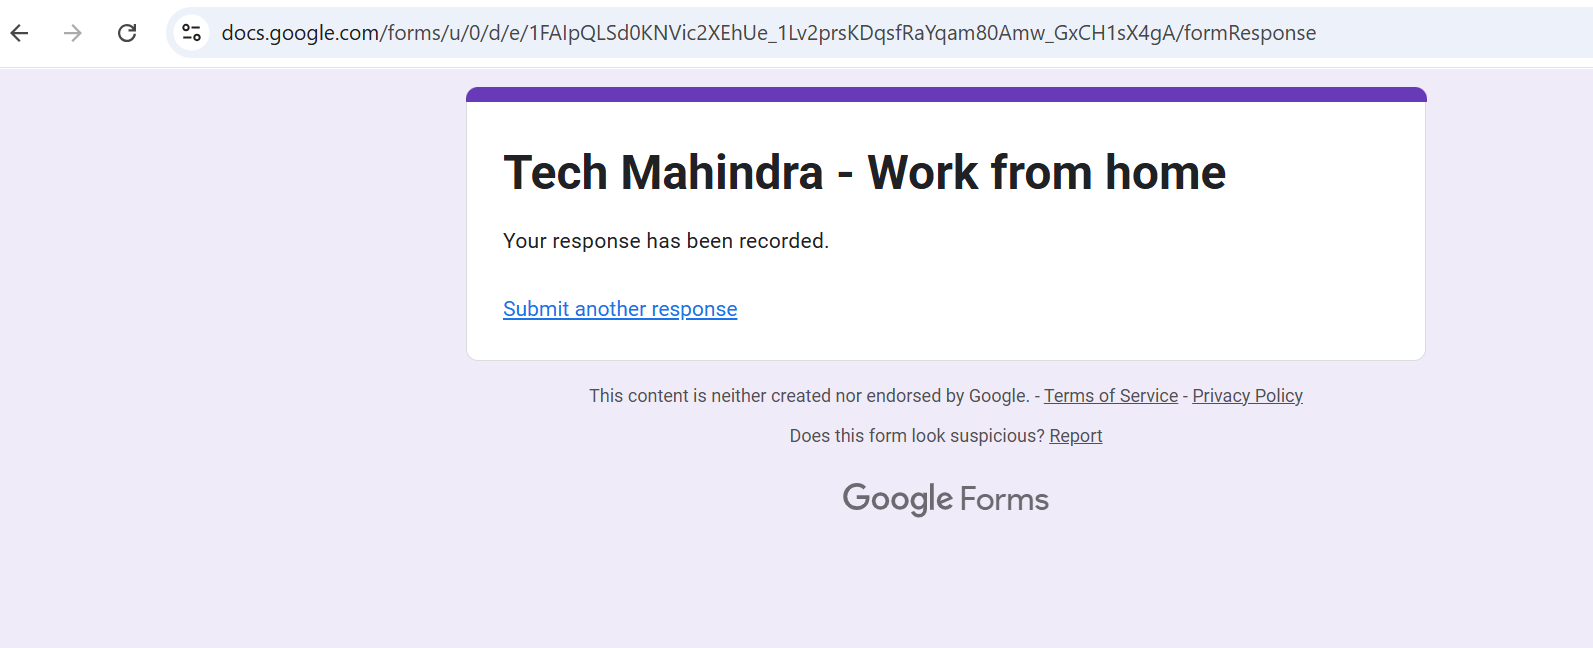 docs.google.com/forms/u/0/d/e/1FAIpQLSd0KNVic2XEhUe_1Lv2prsKDqsfRaYqam80Amw_GxCH1sX4gA/formResponse
Tech Mahindra - Work from home
Your response has been recorded.
Submit another response
This content is neither created nor endorsed by Google. - Terms of Service - Privacy Policy
Does this form look suspicious? Report
Google Forms